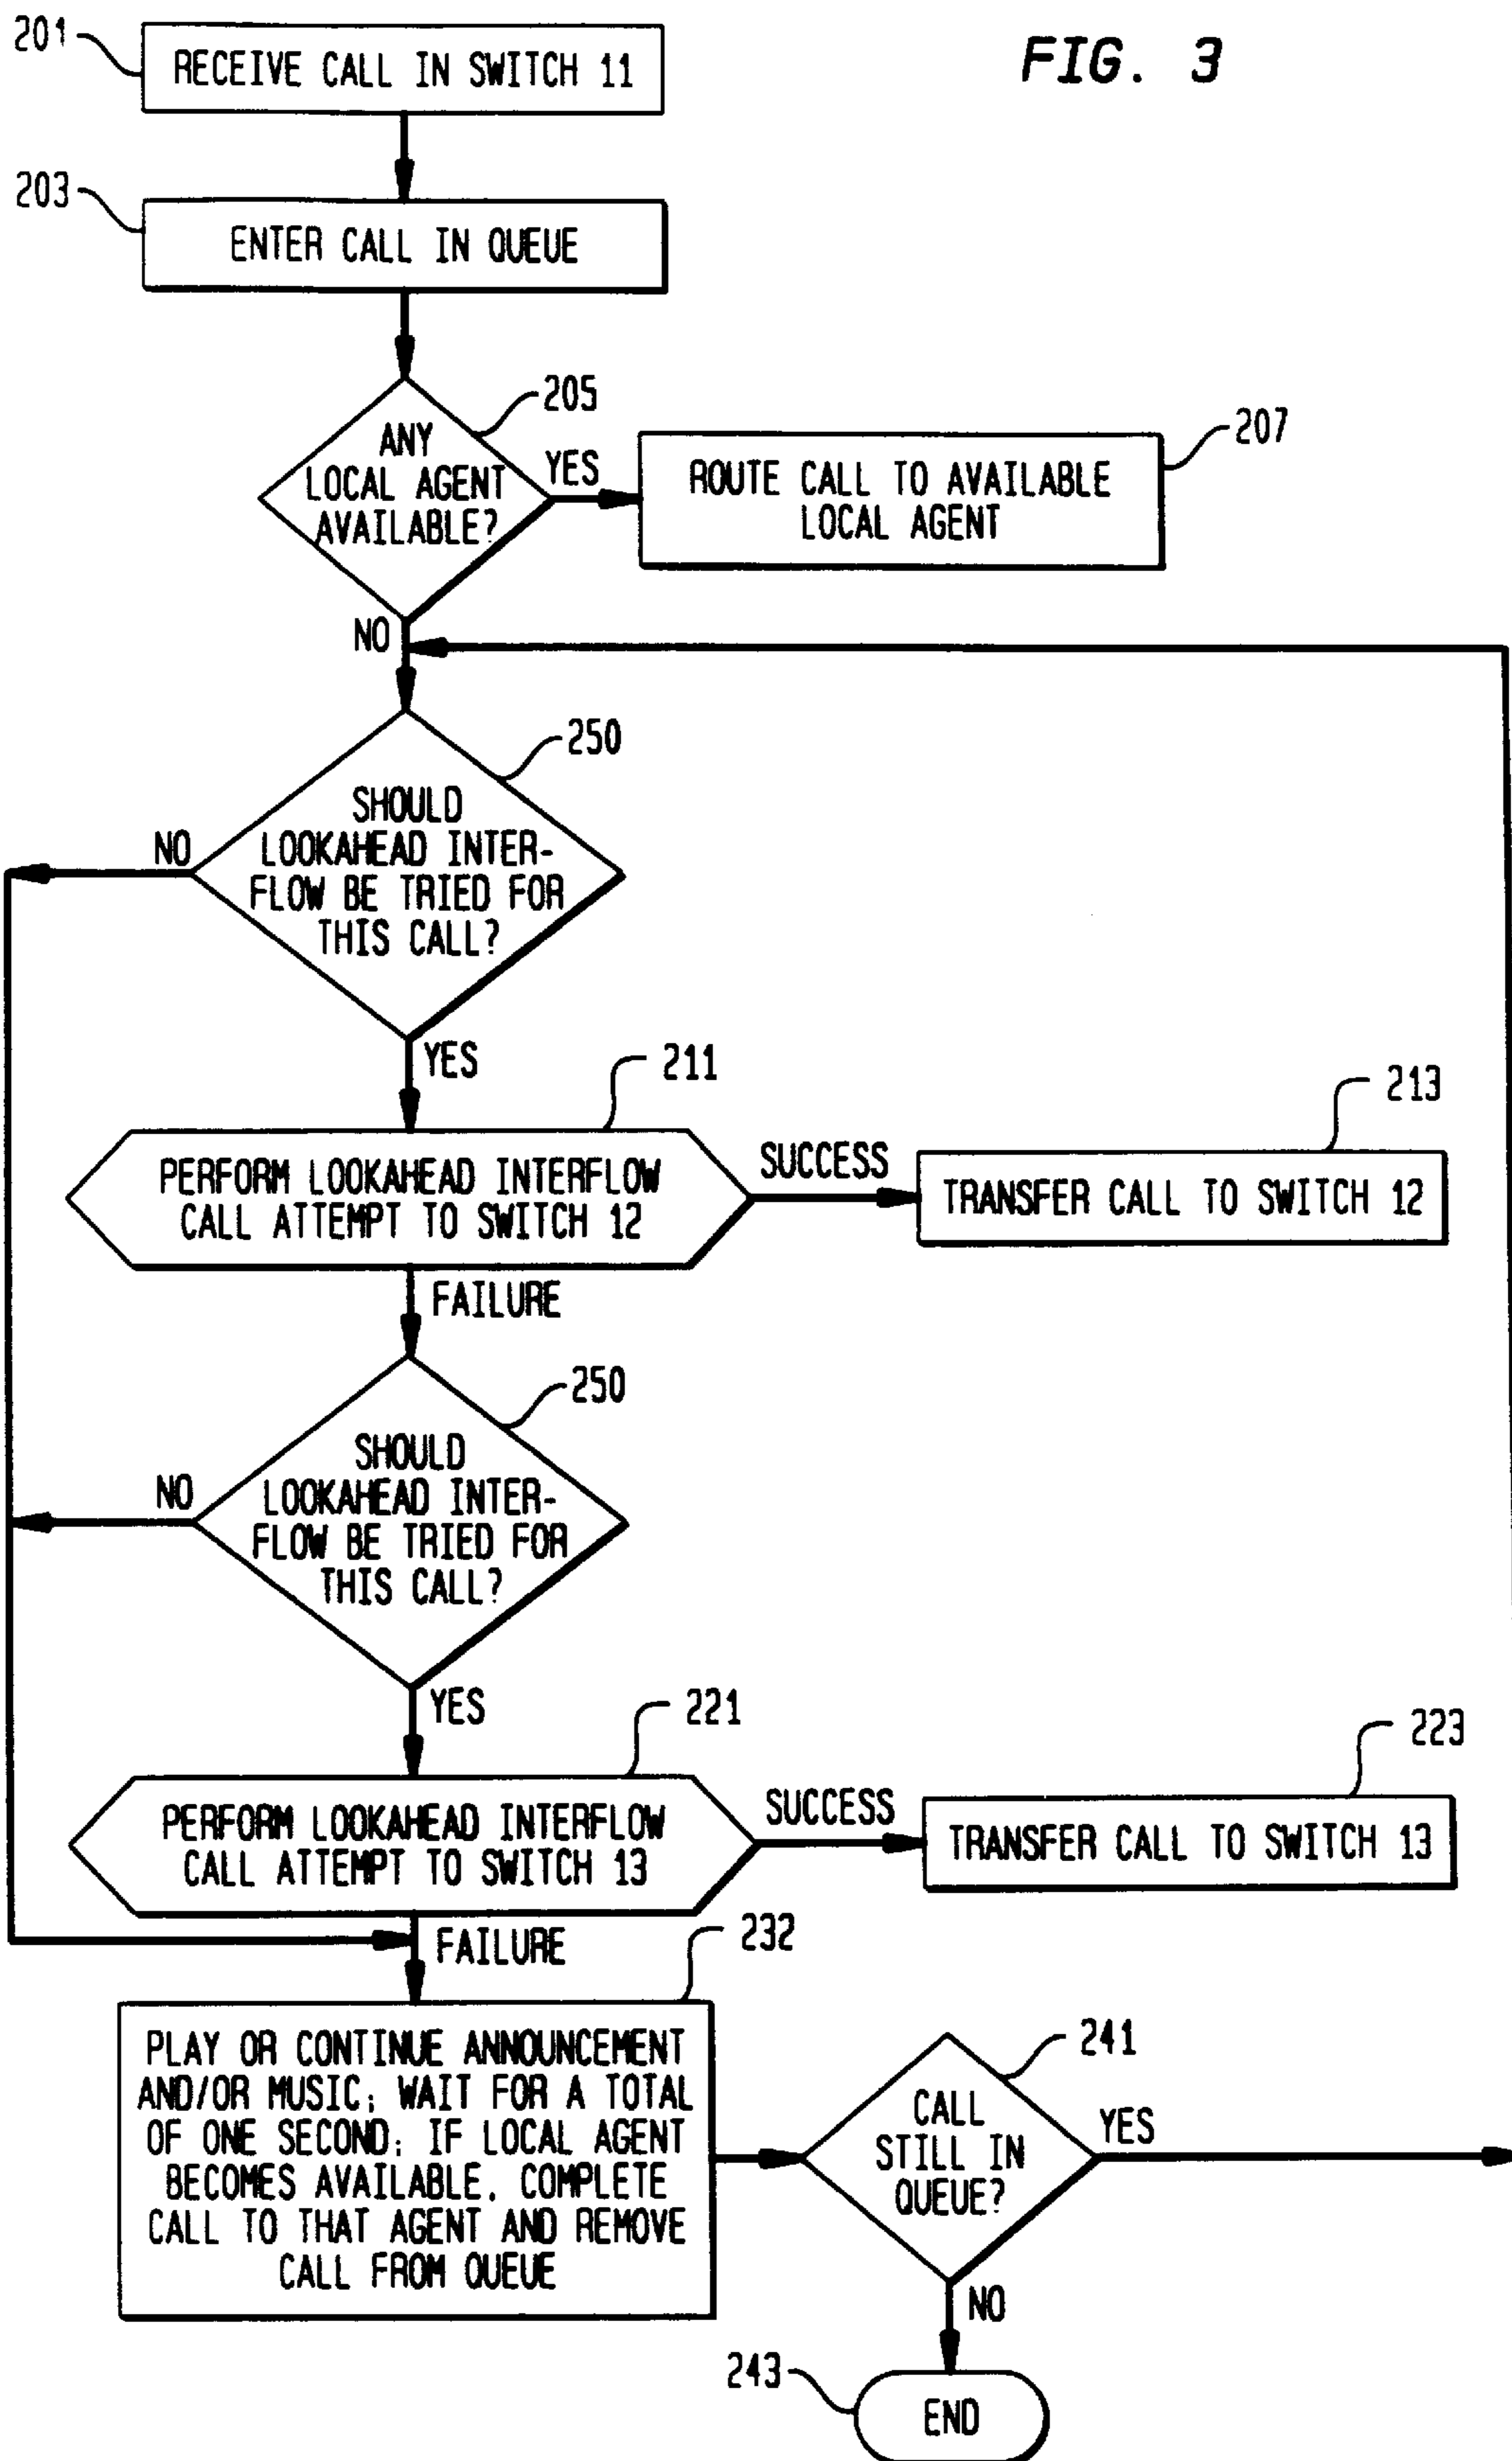 FIG. 3
201
RECEIVE CALL IN SWITCH 11
203
ENTER CALL IN QUEUE
205
ANY
LOCAL AGENT
AVAILABLE?
YES
207
ROUTE CALL TO AVAILABLE
LOCAL AGENT
NO
250
SHOULD
LOOKAHEAD INTER-
FLOW BE TRIED FOR
THIS CALL?
NO
YES
211
PERFORM LOOKAHEAD INTERFLOW
CALL ATTEMPT TO SWITCH 12
SUCCESS
213
TRANSFER CALL TO SWITCH 12
FAILURE
250
SHOULD
LOOKAHEAD INTER-
FLOW BE TRIED FOR
THIS CALL?
NO
YES
221
PERFORM LOOKAHEAD INTERFLOW
CALL ATTEMPT TO SWITCH 13
SUCCESS
223
TRANSFER CALL TO SWITCH 13
FAILURE
232
PLAY OR CONTINUE ANNOUNCEMENT
AND/OR MUSIC; WAIT FOR A TOTAL
OF ONE SECOND; IF LOCAL AGENT
BECOMES AVAILABLE, COMPLETE
CALL TO THAT AGENT AND REMOVE
CALL FROM QUEUE
241
CALL
STILL IN
QUEUE?
YES
NO
243
END